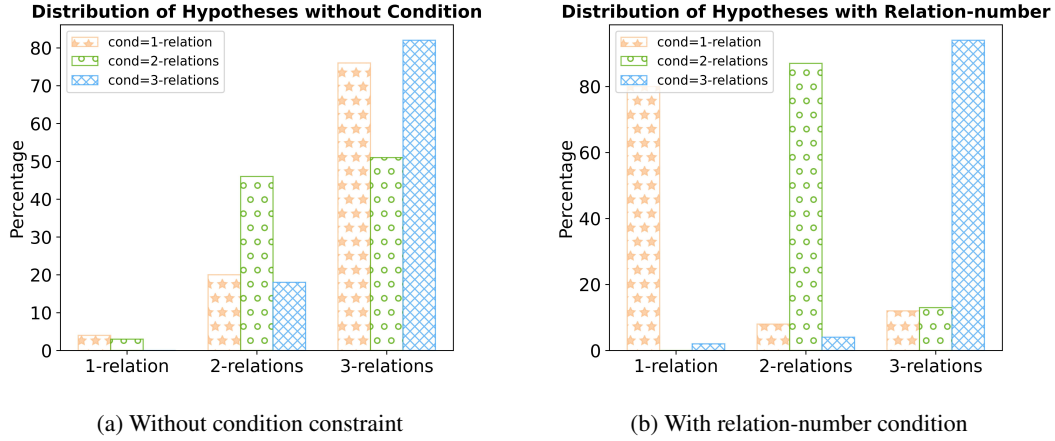 Distribution of Hypotheses without Condition
cond=1-relation
cond=2-relations
cond=3-relations
Percentage
80
70
60
50
40
30
20
10
0
1-relation 2-relations 3-relations
(a) Without condition constraint
Distribution of Hypotheses with Relation-number
cond=1-relation
cond=2-relations
cond=3-relations
Percentage
80
60
40
20
0
1-relation 2-relations 3-relations
(b) With relation-number condition